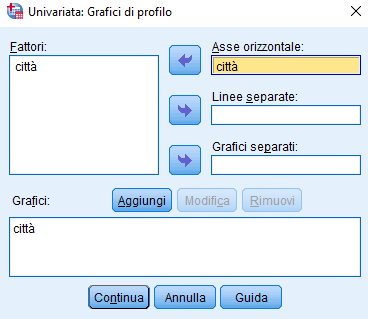 Univariata: Grafici di profilo
Fattori:
città
Asse orizzontale:
città
Linee separate:
Grafici separati:
Grafici:
Aggiungi
Modifica
Rimuovi
città
Continua
Annulla
Guida